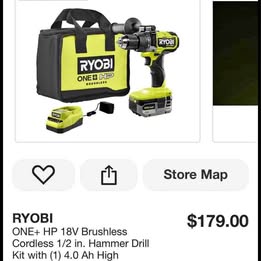 RYOBI
ONE+ HP
BRUSHLESS
RYOBI
Store Map
RYOBI
$179.00
ONE+ HP 18V Brushless
Cordless 1/2 in. Hammer Drill
Kit with (1) 4.0 Ah High